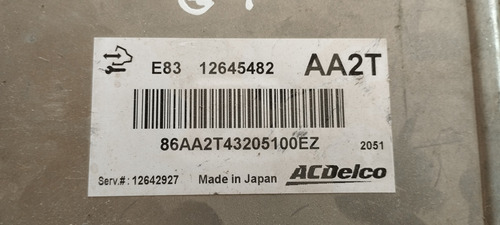 E83 12645482 AA2T
86AA2T43205100EZ 2051
Serv.#: 12642927 Made in Japan ACDelco